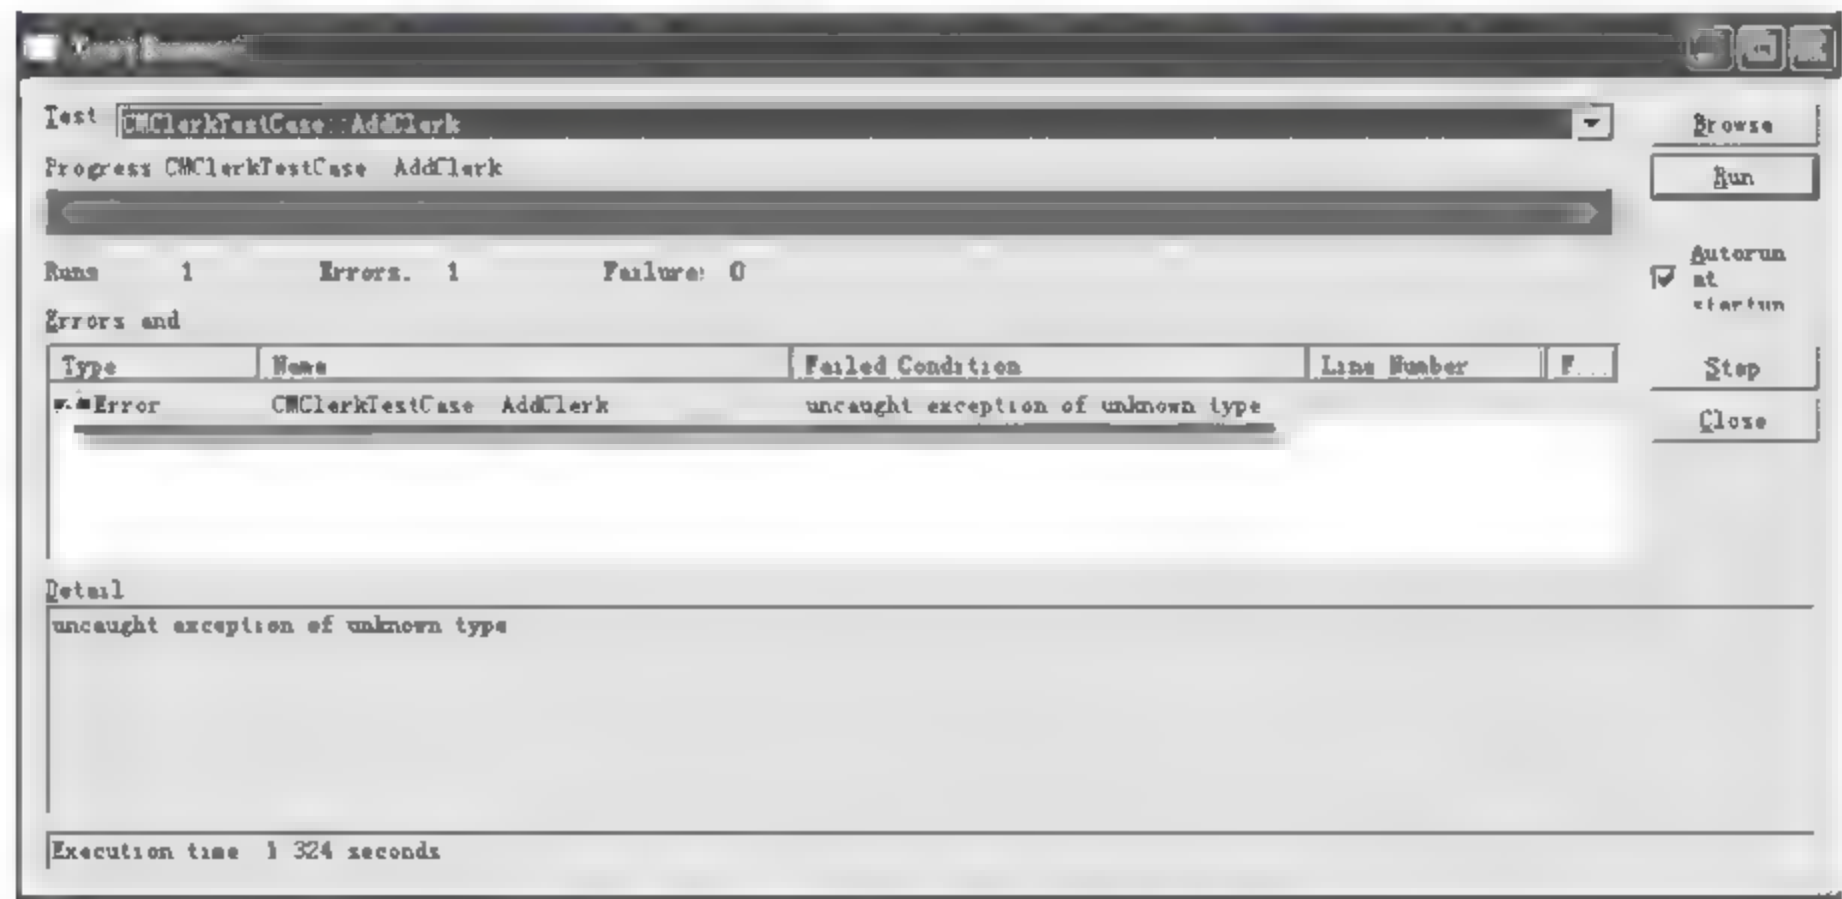 Test CMClerkTestCase::AddClerk
Browse
Progress CMClerkTestCase AddClerk
Run
Runs 1 Errors. 1 Failure: 0
Autorun
at
startup
Errors and
Type Name Failed Condition Line Number F...
Stop
Error CMClerkTestCase AddClerk uncaught exception of unknown type
Close
Detail
uncaught exception of unknown type
Execution time 1 324 seconds